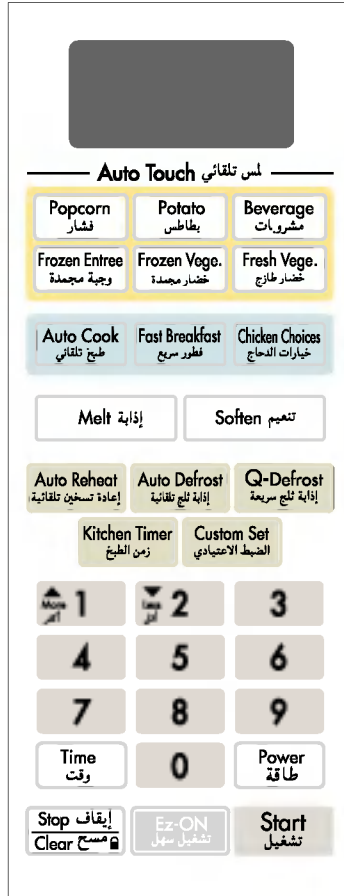 Auto Touch لمس تلقائي
Popcorn Potato Beverage
فشار بطاطس مشروبات
Frozen Entree Frozen Vege. Fresh Vege.
وجبة مجمدة خضار مجمدة خضار طازج
Auto Cook Fast Breakfast Chicken Choices
طبخ تلقائي فطور سريع خيارات الدجاج
Melt إذابة Soften تنعيم
Auto Reheat Auto Defrost Q-Defrost
إعادة تسخين تلقائية إذابة ثلج تلقائية إذابة ثلج سريعة
Kitchen Timer Custom Set
زمن الطبخ الضبط الاعتيادي
More أكثر 1 Less أقل 2 3
4 5 6
7 8 9
Time 0 Power
وقت طاقة
Stop إيقاف Ez-ON Start
Clear مسح تشغيل سهل تشغيل